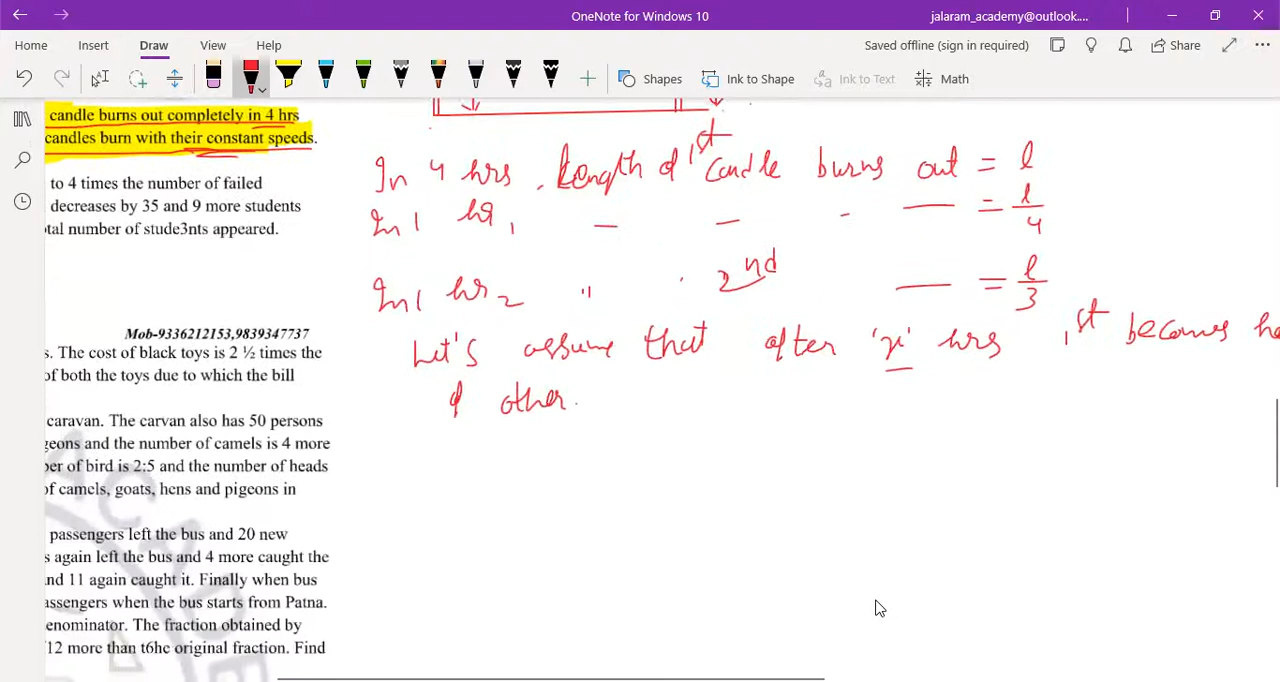 OneNote for Windows 10
jalaram_academy@outlook....
Home Insert Draw View Help
Saved offline (sign in required)
Share
Shapes
Ink to Shape
Ink to Text
Math
candle burns out completely in 4 hrs
candles burn with their constant speeds.
to 4 times the number of failed
decreases by 35 and 9 more students
tal number of stude3nts appeared.
Mob-9336212153,9839347737
s. The cost of black toys is 2 ½ times the
of both the toys due to which the bill
caravan. The carvan also has 50 persons
geons and the number of camels is 4 more
ber of bird is 2:5 and the number of heads
of camels, goats, hens and pigeons in
passengers left the bus and 20 new
s again left the bus and 4 more caught the
and 11 again caught it. Finally when bus
assengers when the bus starts from Patna.
enominator. The fraction obtained by
/12 more than t6he original fraction. Find
In 4 hrs, Length of 1st candle burns out = l
In 1 hr, — — - — = l/4
In 1 hr, " . 2nd — = l/3
Let's assume that after 'x' hrs 1st becomes ha
of other.